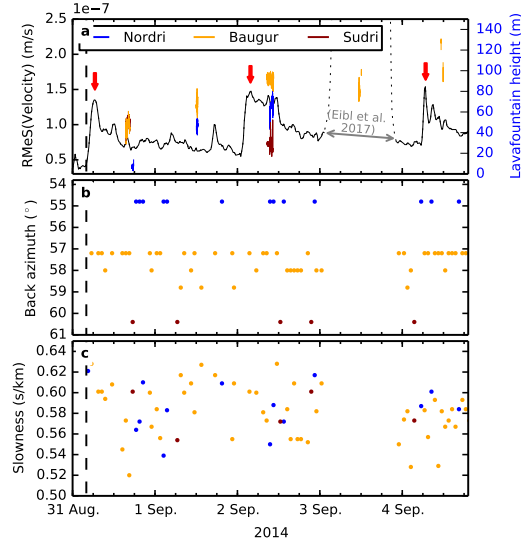 1e−7
a
Nordri Baugur Sudri
2.5
2.0
1.5
1.0
0.5
RMeS(Velocity) (m/s)
140
120
100
80
60
40
20
0
Lavafountain height (m)
(Eibl et al.
2017)
b
54
55
56
57
58
59
60
61
Back azimuth (°)
c
0.64
0.62
0.60
0.58
0.56
0.54
0.52
0.50
Slowness (s/km)
31 Aug. 1 Sep. 2 Sep. 3 Sep. 4 Sep.
2014